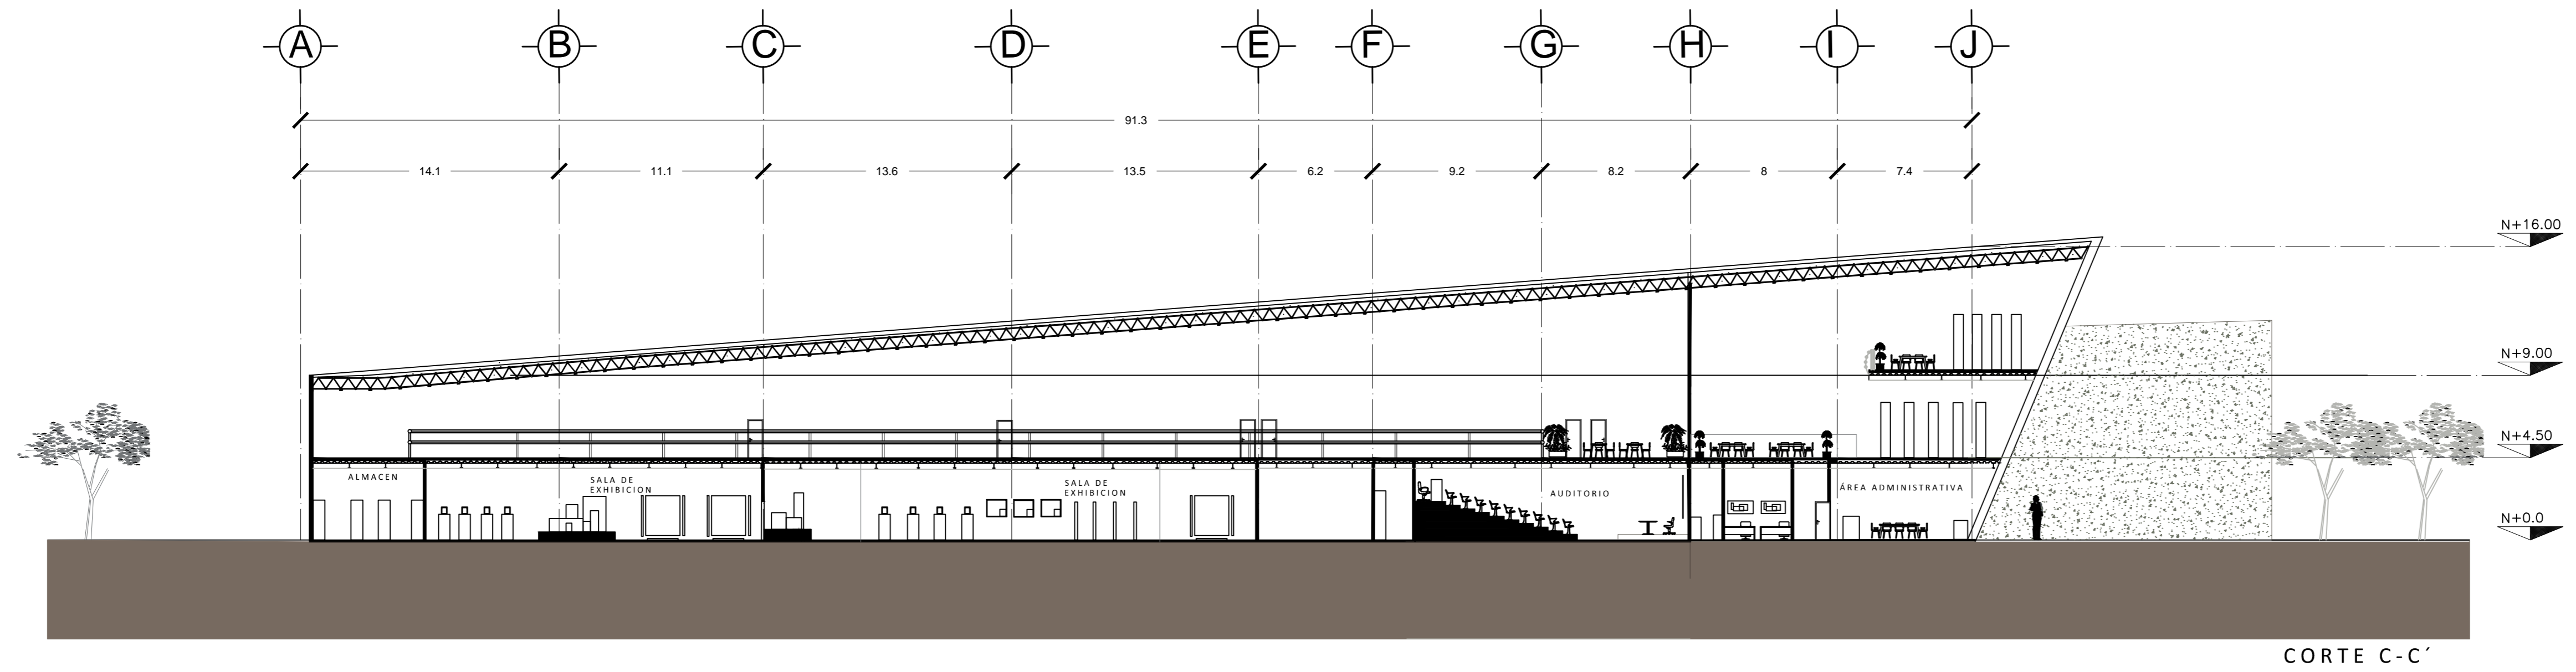 A B C D E F G H I J
91.3
14.1 11.1 13.6 13.5 6.2 9.2 8.2 8 7.4
N+16.00
N+9.00
N+4.50
ALMACEN
SALA DE
EXHIBICION
SALA DE
EXHIBICION
AUDITORIO
ÁREA ADMINISTRATIVA
N+0.0
CORTE C-C´